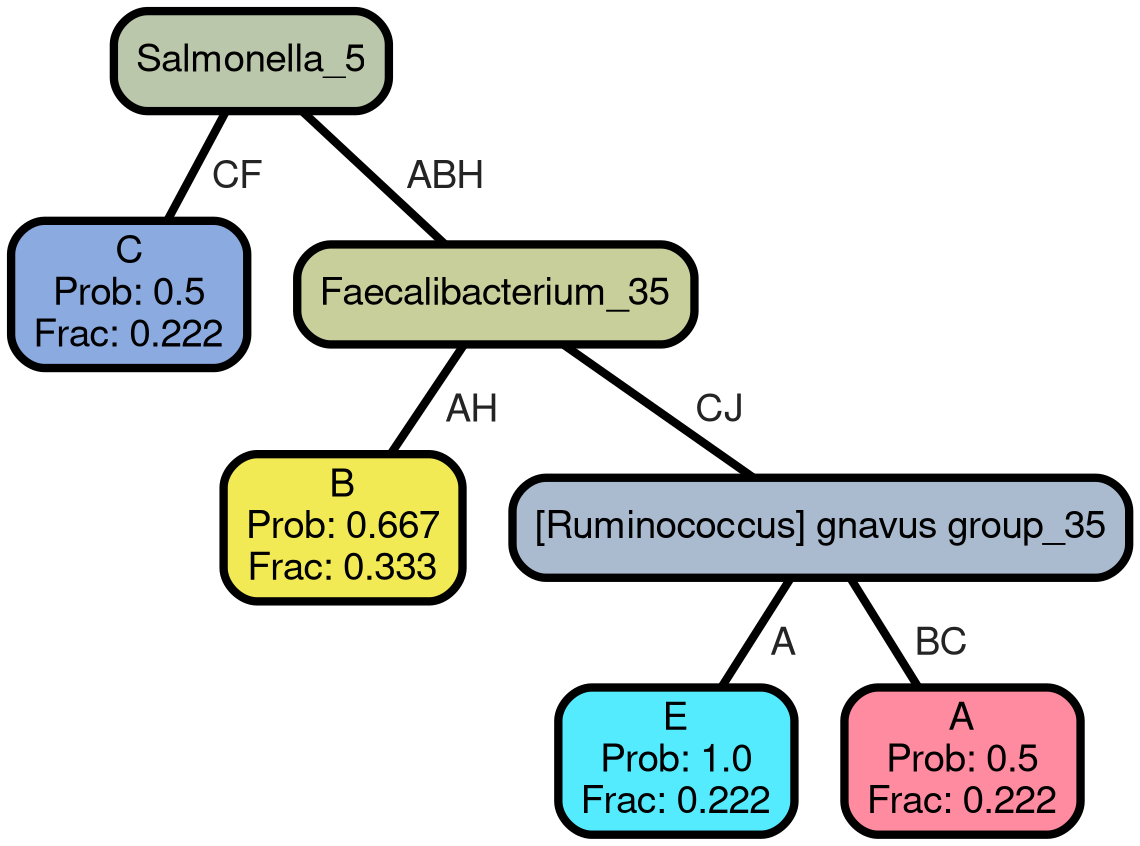 Salmonella_5
CF
ABH
C
Prob: 0.5
Frac: 0.222
Faecalibacterium_35
AH
CJ
B
Prob: 0.667
Frac: 0.333
[Ruminococcus] gnavus group_35
A
BC
E
Prob: 1.0
Frac: 0.222
A
Prob: 0.5
Frac: 0.222